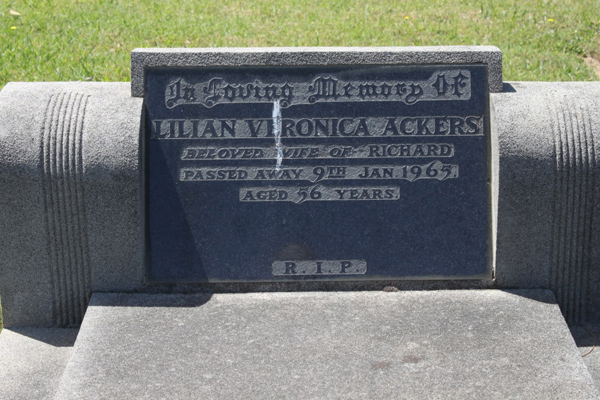 In Loving Memory Of
LILIAN VERONICA ACKERS
BELOVED WIFE OF RICHARD
PASSED AWAY 9TH JAN. 1965.
AGED 56 YEARS.
R. I. P.